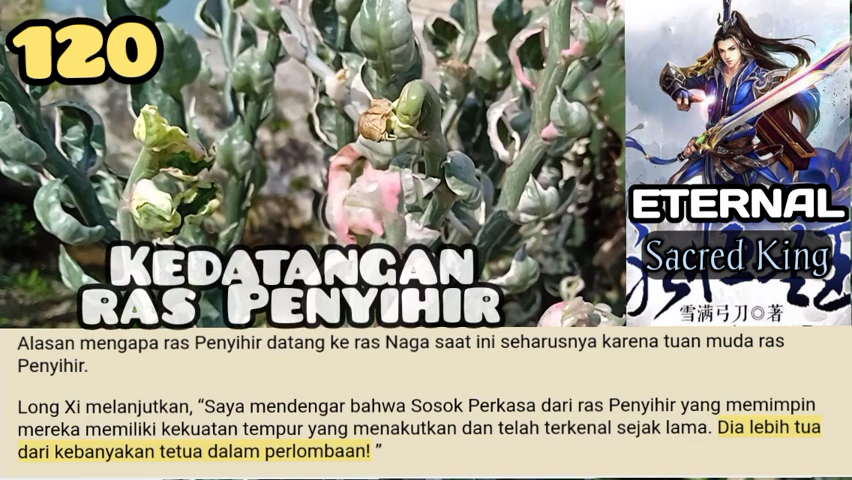 120
KEDATANGAN
RAS PENYIHIR
ETERNAL
Sacred King
雪满弓刀◎著
Alasan mengapa ras Penyihir datang ke ras Naga saat ini seharusnya karena tuan muda ras
Penyihir.
Long Xi melanjutkan, “Saya mendengar bahwa Sosok Perkasa dari ras Penyihir yang memimpin
mereka memiliki kekuatan tempur yang menakutkan dan telah terkenal sejak lama. Dia lebih tua
dari kebanyakan tetua dalam perlombaan! ”